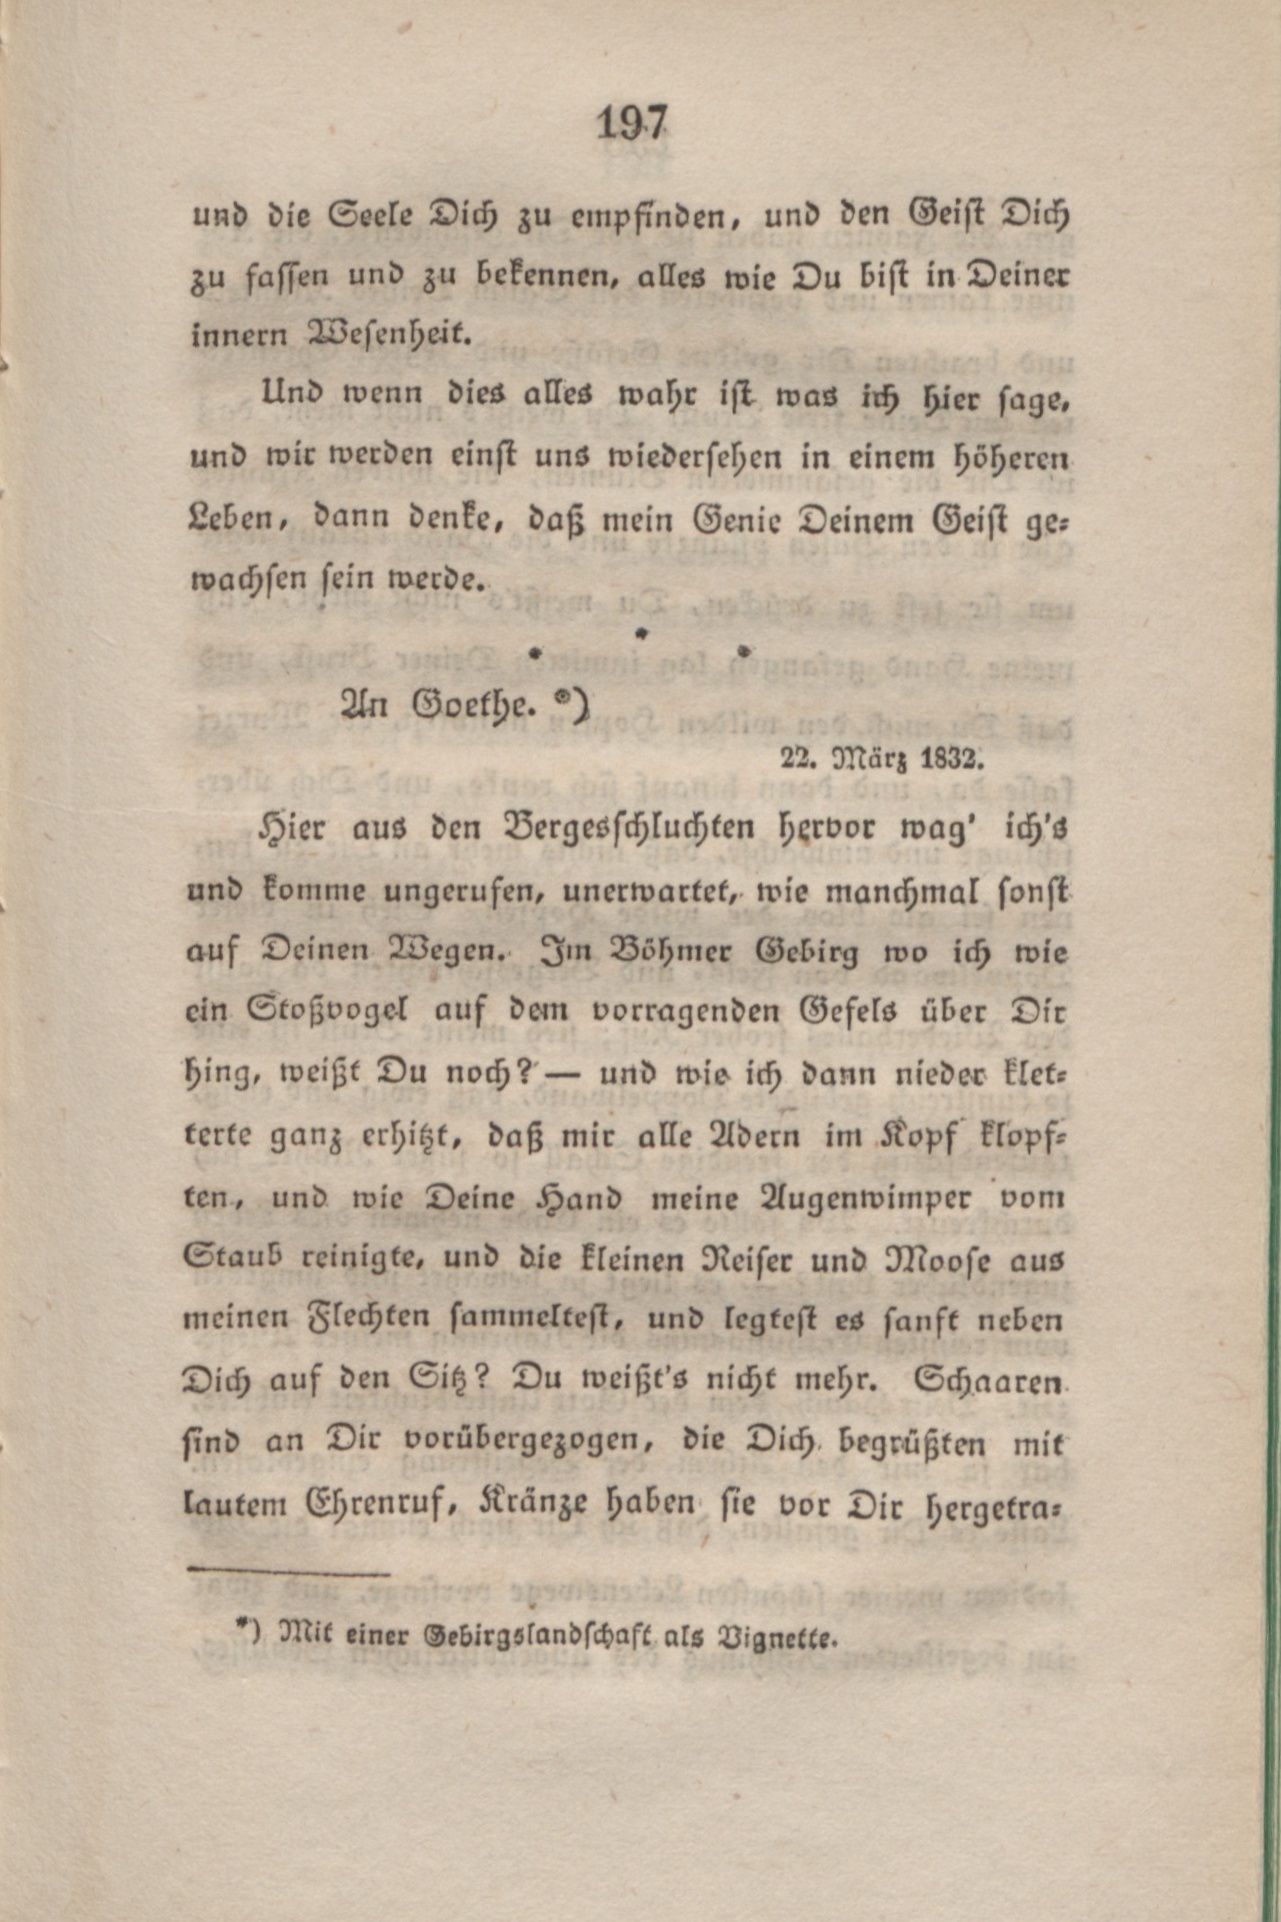 197
und die Seele Dich zu empfinden, und den Geist Dich
zu fassen und zu bekennen, alles wie Du bist in Deiner
innern Wesenheit.
Und wenn dies alles wahr ist was ich hier sage,
und wir werden einst uns wiedersehen in einem höheren
Leben, dann denke, daß mein Genie Deinem Geist ge-
wachsen sein werde.
* * *
An Goethe. *)
22. März 1832.
Hier aus den Bergesschluchten hervor wag' ich's
und komme ungerufen, unerwartet, wie manchmal sonst
auf Deinen Wegen. Im Böhmer Gebirg wo ich wie
ein Stoßvogel auf dem vorragenden Gefels über Dir
hing, weißt Du noch? — und wie ich dann nieder klet-
terte ganz erhitzt, daß mir alle Adern im Kopf klopf-
ten, und wie Deine Hand meine Augenwimper vom
Staub reinigte, und die kleinen Reiser und Moose aus
meinen Flechten sammeltest, und legtest es sanft neben
Dich auf den Sitz? Du weißt's nicht mehr. Schaaren
sind an Dir vorübergezogen, die Dich begrüßten mit
lautem Ehrenruf, Kränze haben sie vor Dir hergetra-
*) Mit einer Gebirgslandschaft als Vignette.